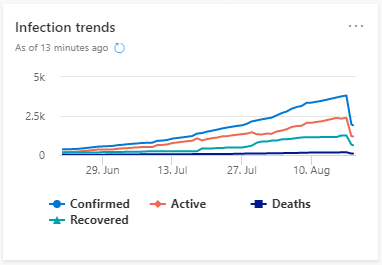 Infection trends
As of 13 minutes ago
5k
2.5k
0
29. Jun 13. Jul 27. Jul 10. Aug
Confirmed Active Deaths
Recovered